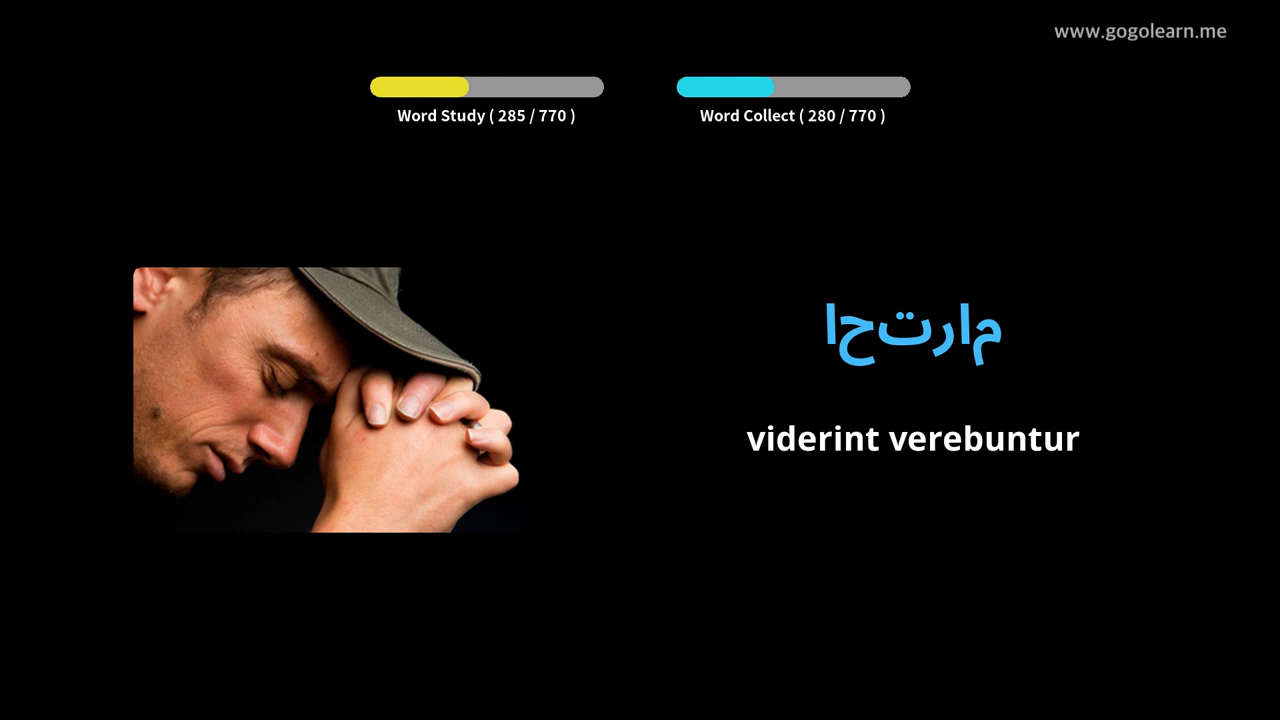 www.gogolearn.me
Word Study ( 285 / 770 )
Word Collect ( 280 / 770 )
احترام
viderint verebuntur